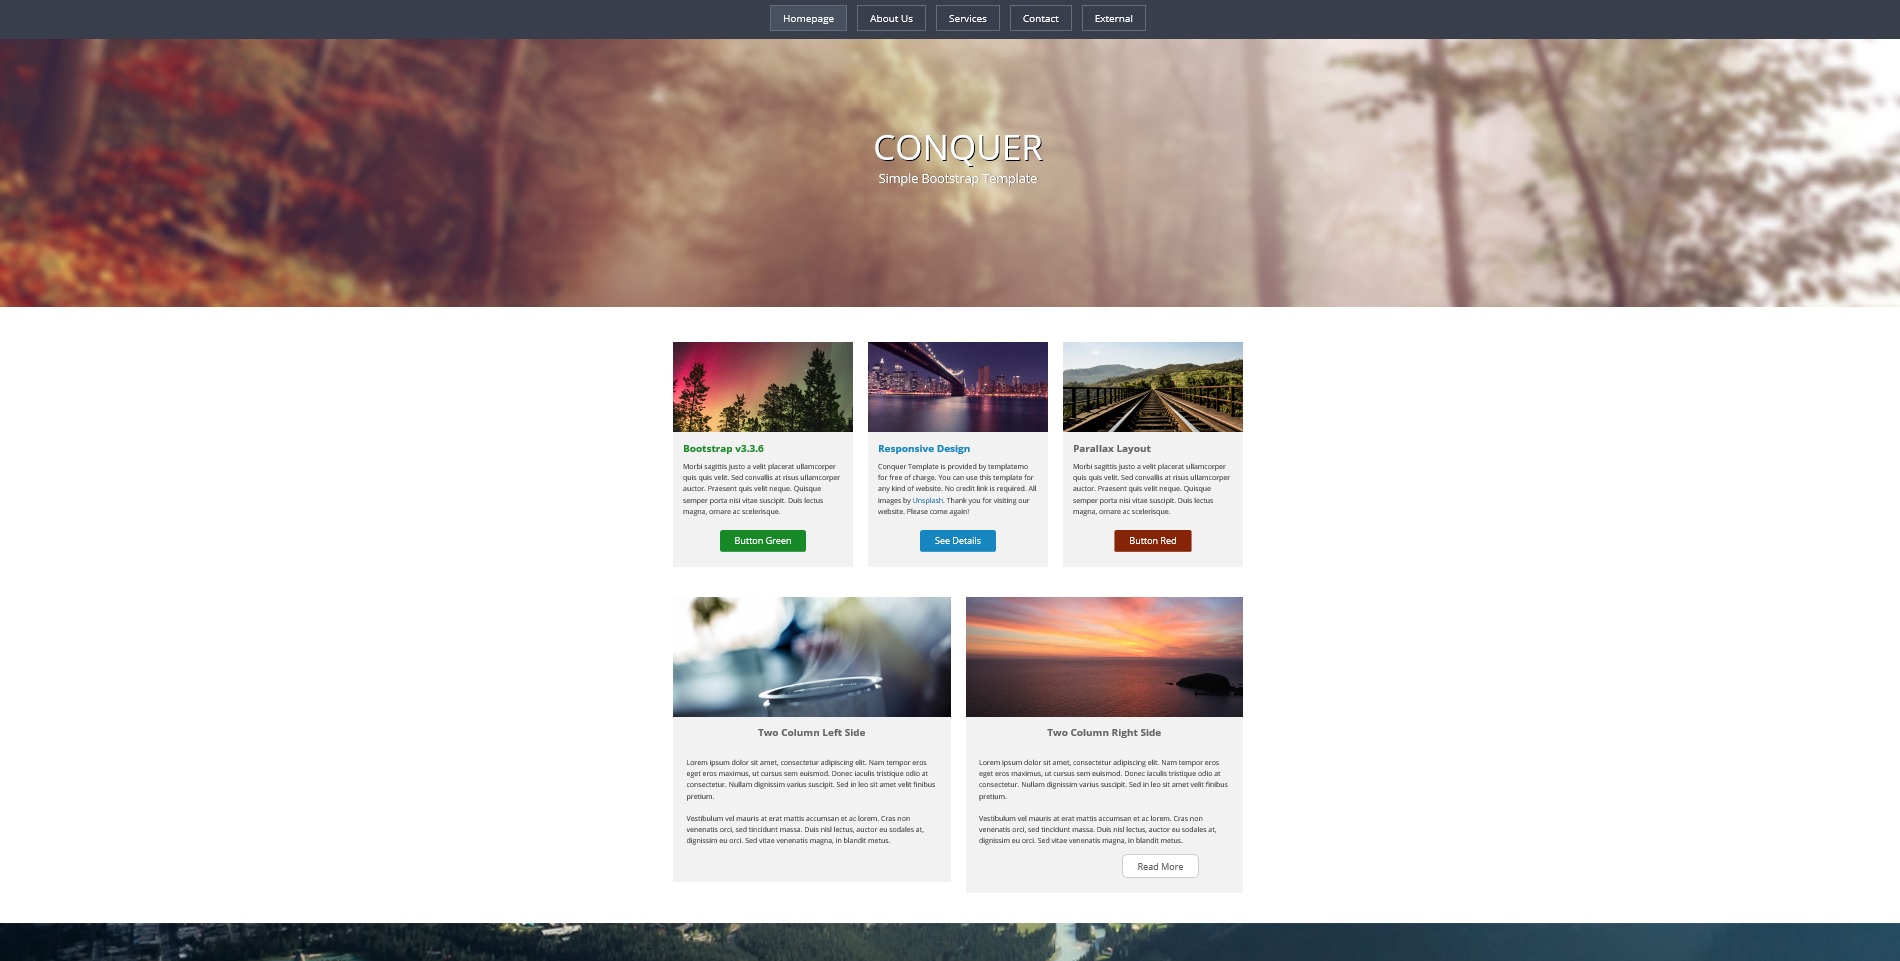 Homepage
About Us
Services
Contact
External
CONQUER
Simple Bootstrap Template
Bootstrap v3.3.6
Morbi sagittis justo a velit placerat ullamcorper
quis quis velit. Sed convallis at risus ullamcorper
auctor. Praesent quis velit neque. Quisque
semper porta nisi vitae suscipit. Duis lectus
magna, ornare ac scelerisque.
Button Green
Responsive Design
Conquer Template is provided by templatemo
for free of charge. You can use this template for
any kind of website. No credit link is required. All
images by Unsplash. Thank you for visiting our
website. Please come again!
See Details
Parallax Layout
Morbi sagittis justo a velit placerat ullamcorper
quis quis velit. Sed convallis at risus ullamcorper
auctor. Praesent quis velit neque. Quisque
semper porta nisi vitae suscipit. Duis lectus
magna, ornare ac scelerisque.
Button Red
Two Column Left Side
Lorem ipsum dolor sit amet, consectetur adipiscing elit. Nam tempor eros
eget eros maximus, ut cursus sem euismod. Donec iaculis tristique odio at
consectetur. Nullam dignissim varius suscipit. Sed in leo sit amet velit finibus
pretium.
Vestibulum vel mauris at erat mattis accumsan et ac lorem. Cras non
venenatis orci, sed tincidunt massa. Duis nisl lectus, auctor eu sodales at,
dignissim eu orci. Sed vitae venenatis magna, in blandit metus.
Two Column Right Side
Lorem ipsum dolor sit amet, consectetur adipiscing elit. Nam tempor eros
eget eros maximus, ut cursus sem euismod. Donec iaculis tristique odio at
consectetur. Nullam dignissim varius suscipit. Sed in leo sit amet velit finibus
pretium.
Vestibulum vel mauris at erat mattis accumsan et ac lorem. Cras non
venenatis orci, sed tincidunt massa. Duis nisl lectus, auctor eu sodales at,
dignissim eu orci. Sed vitae venenatis magna, in blandit metus.
Read More